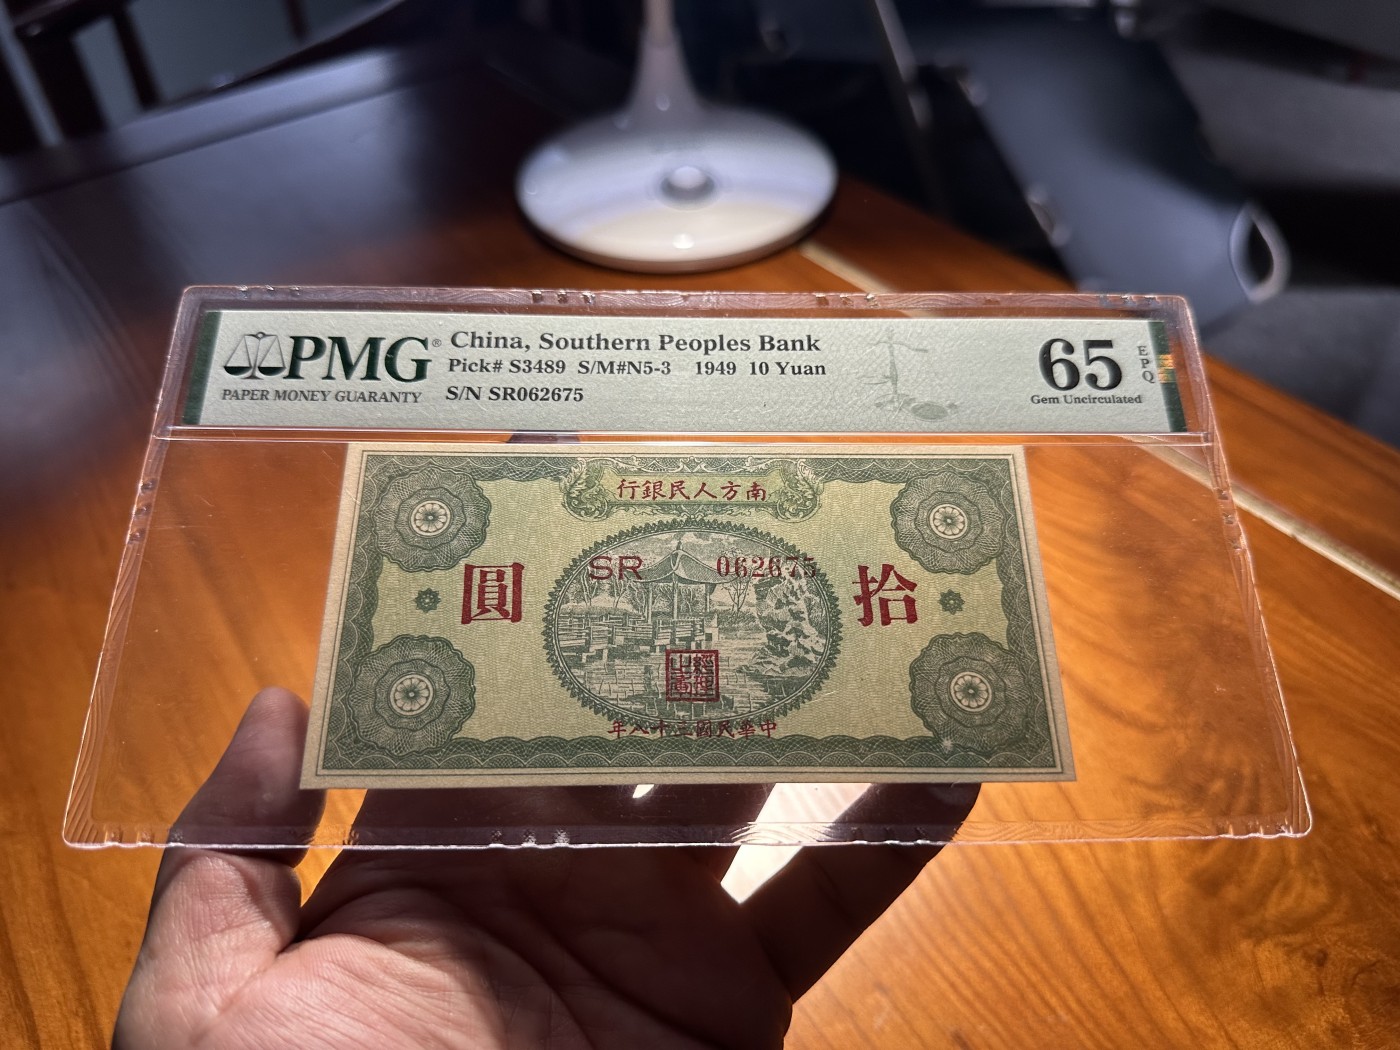 PMG®
PAPER MONEY GUARANTY
China, Southern Peoples Bank
Pick# S3489 S/M#N5-3 1949 10 Yuan
S/N SR062675
65
EPQ
Gem Uncirculated
行銀民人方南
SR 062675
圓 拾
年八十三國民華中